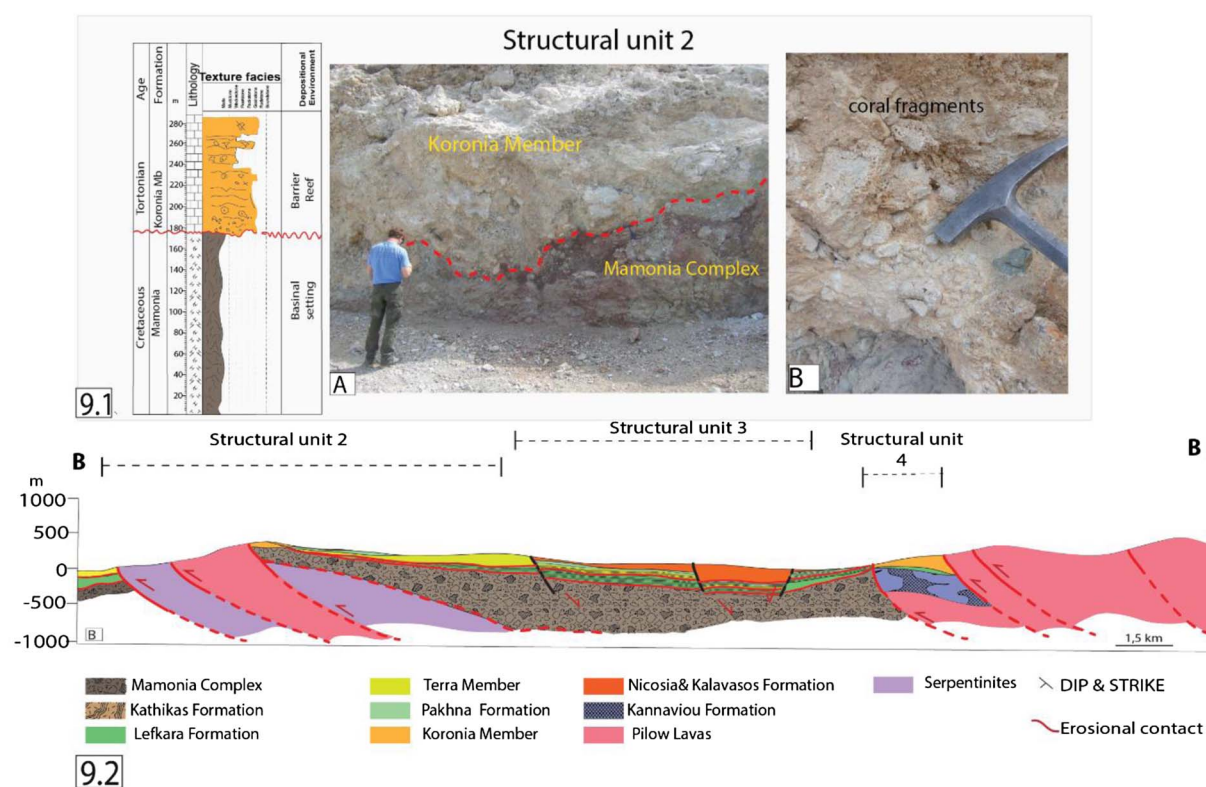 Structural unit 2
Age
Formation
m
Lithology
Texture facies
Depositional
Environment
280
260
240
220
200
180
160
140
120
100
80
60
40
20
Tortonian
Koronia Mb
Barrier
Reef
Cretaceous
Mamonia
Basinal
setting
9.1
Koronia Member
Mamonia Complex
A
coral fragments
B
Structural unit 2
Structural unit 3
Structural unit
4
B
B
m
1000
500
0
-500
-1000
B
1,5 km
Mamonia Complex
Kathikas Formation
Lefkara Formation
Terra Member
Pakhna Formation
Koronia Member
Nicosia& Kalavasos Formation
Kannaviou Formation
Pilow Lavas
Serpentinites
DIP & STRIKE
Erosional contact
9.2